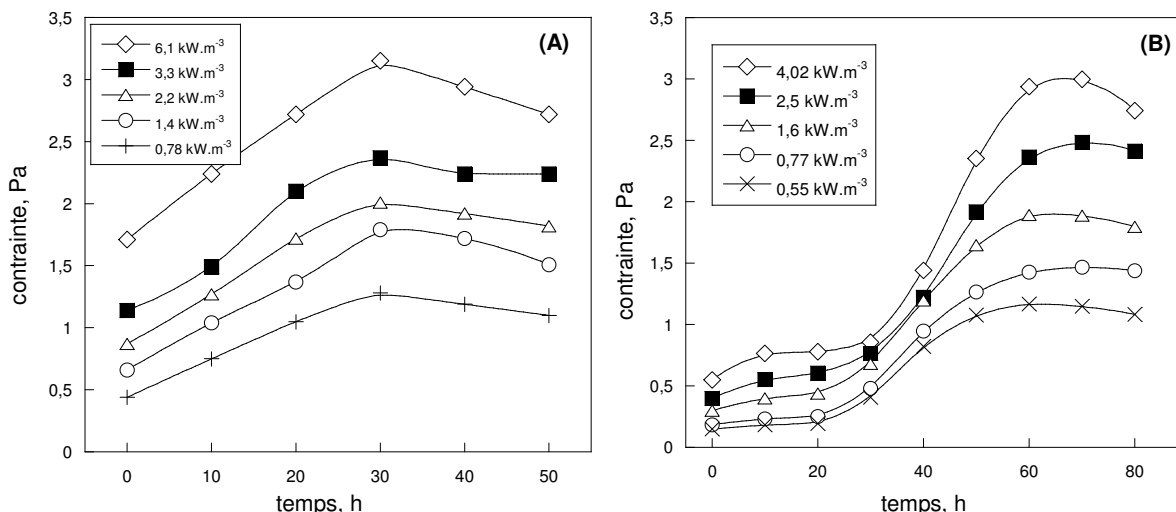 (A)
6,1 kW.m-3
3,3 kW.m-3
2,2 kW.m-3
1,4 kW.m-3
0,78 kW.m-3
contrainte, Pa
3,5
3
2,5
2
1,5
1
0,5
0
0 10 20 30 40 50
temps, h
(B)
4,02 kW.m-3
2,5 kW.m-3
1,6 kW.m-3
0,77 kW.m-3
0,55 kW.m-3
contrainte, Pa
3,5
3
2,5
2
1,5
1
0,5
0
0 20 40 60 80
temps, h